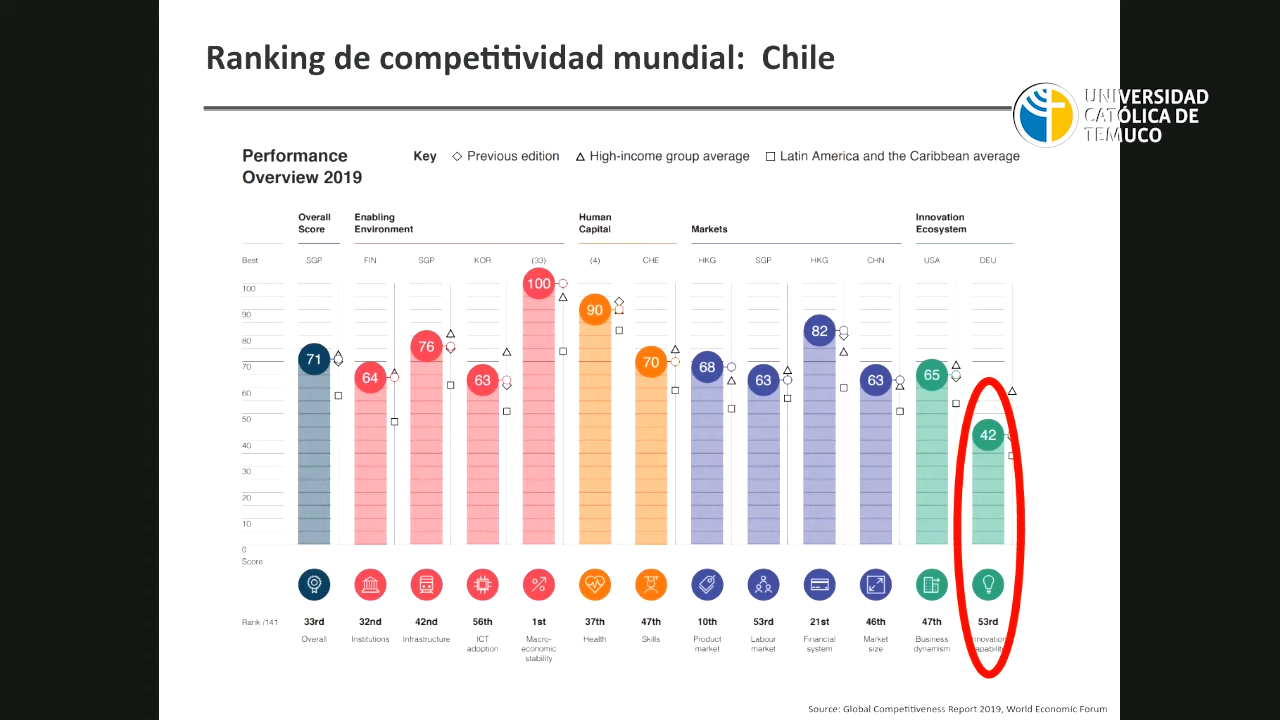 Ranking de competitividad mundial: Chile
UNIVERSIDAD
CATÓLICA DE
TEMUCO
Performance
Overview 2019
Key Previous edition High-income group average Latin America and the Caribbean average
Overall
Score
Enabling
Environment
Human
Capital
Markets
Innovation
Ecosystem
Best SGP FIN SGP KOR (33) (4) CHE HKG SGP HKG CHN USA DEU
100
90
80
70
60
50
40
30
20
10
0
Score
71 64 76 63 100 90 70 68 63 82 63 65 42
Rank /141 33rd 32nd 42nd 56th 1st 37th 47th 10th 53rd 21st 46th 47th 53rd
Overall
Institutions
Infrastructure
ICT
adoption
Macro-
economic
stability
Health
Skills
Product
market
Labour
market
Financial
system
Market
size
Business
dynamism
Innovation
capability
Source: Global Competitiveness Report 2019, World Economic Forum